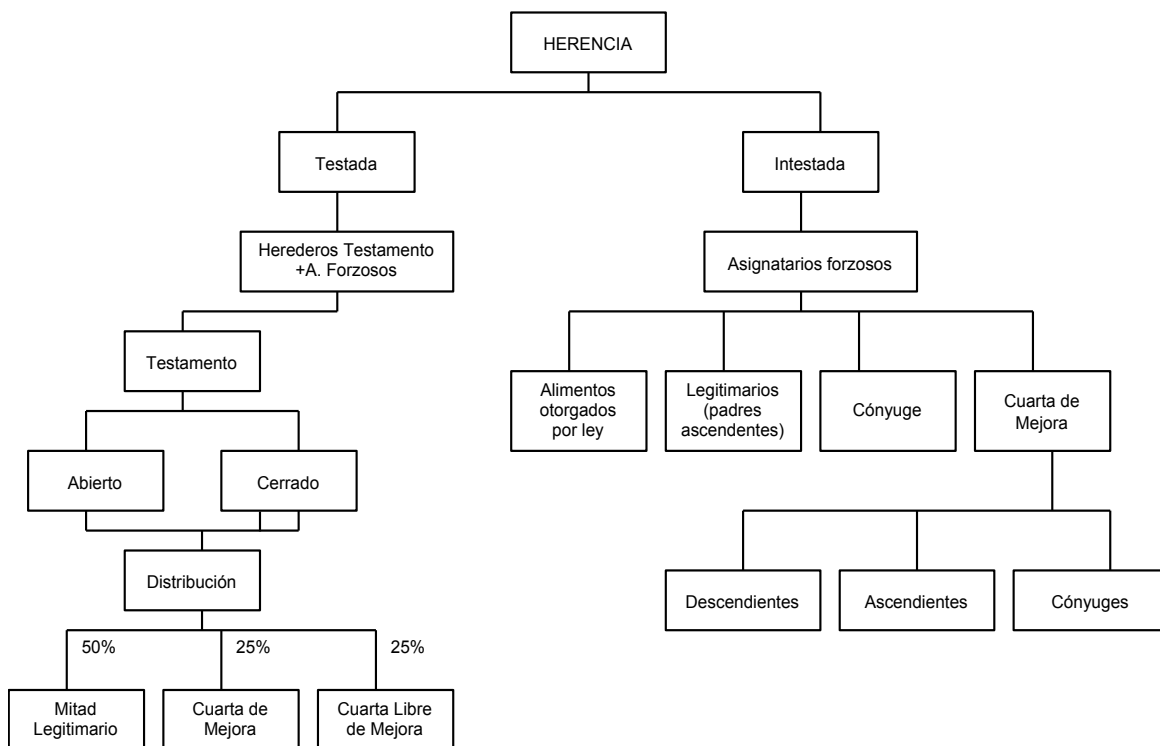 HERENCIA
Testada
Intestada
Herederos Testamento
+A. Forzosos
Asignatarios forzosos
Testamento
Alimentos
otorgados
por ley
Legitimarios
(padres
ascendentes)
Cónyuge
Cuarta de
Mejora
Abierto
Cerrado
Distribución
Descendientes
Ascendientes
Cónyuges
50%
25%
25%
Mitad
Legitimario
Cuarta de
Mejora
Cuarta Libre
de Mejora